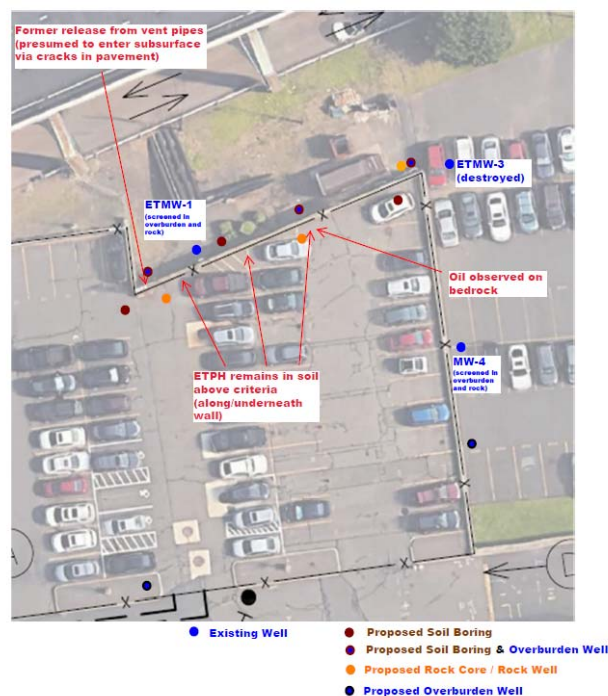 Former release from vent pipes
(presumed to enter subsurface
via cracks in pavement)
ETMW-3
(destroyed)
ETMW-1
(screened in
overburden and
rock)
Oil observed on
bedrock
MW-4
(screened in
overburden
and rock)
ETPH remains in soil
above criteria
(along/underneath
wall)
Existing Well
Proposed Soil Boring
Proposed Soil Boring & Overburden Well
Proposed Rock Core / Rock Well
Proposed Overburden Well